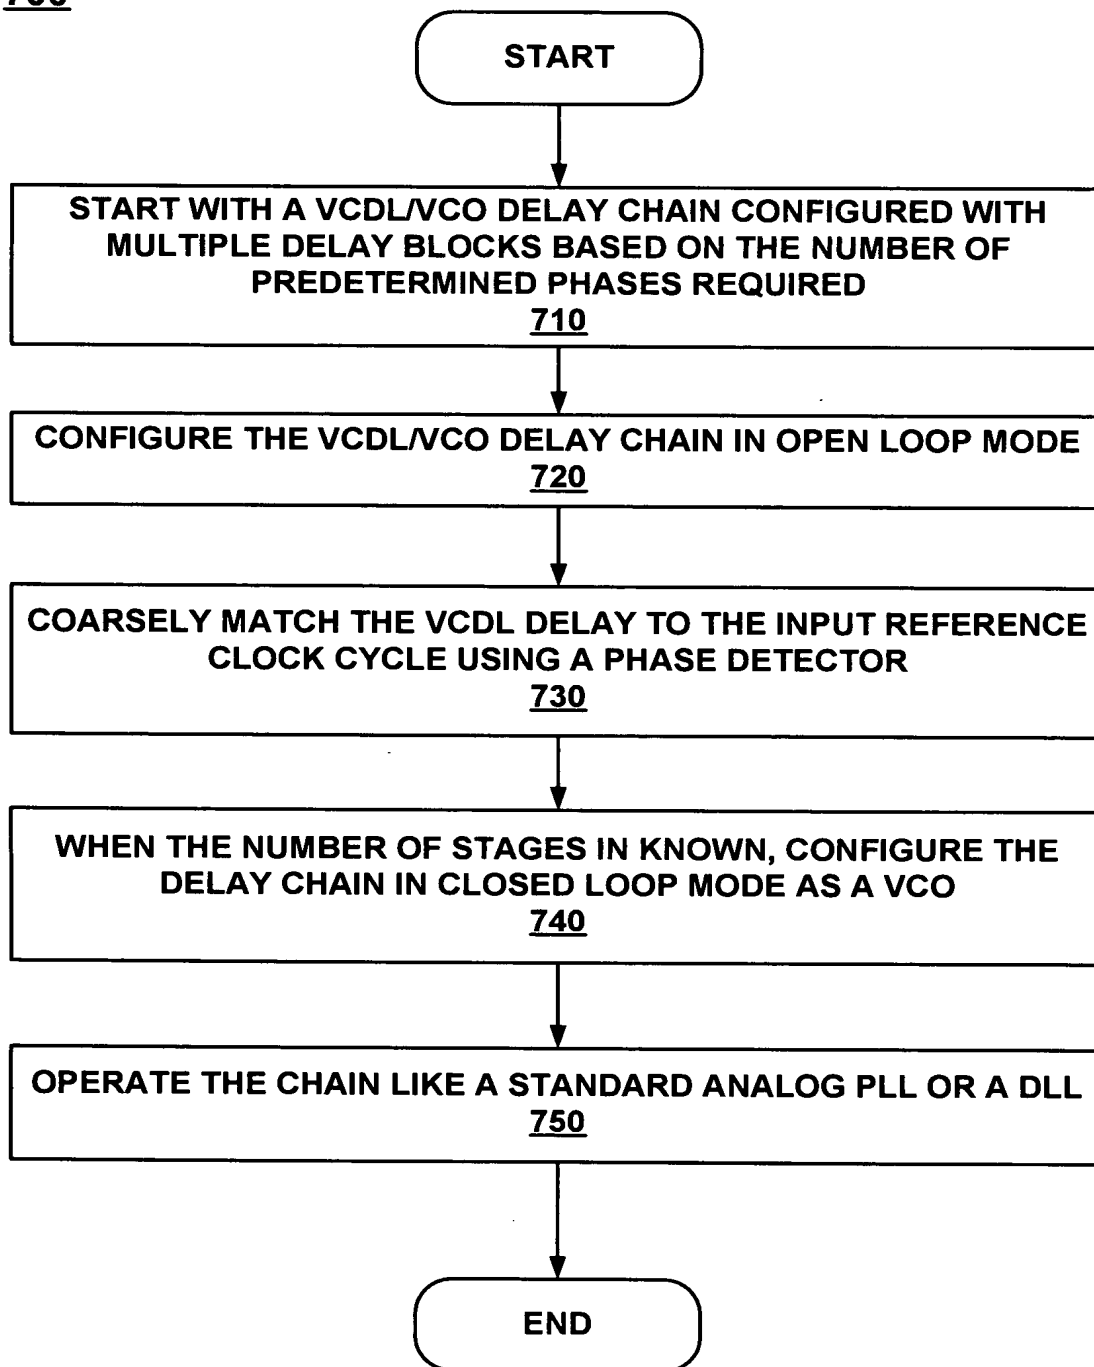 700
START
START WITH A VCDL/VCO DELAY CHAIN CONFIGURED WITH
MULTIPLE DELAY BLOCKS BASED ON THE NUMBER OF
PREDETERMINED PHASES REQUIRED
710
CONFIGURE THE VCDL/VCO DELAY CHAIN IN OPEN LOOP MODE
720
COARSELY MATCH THE VCDL DELAY TO THE INPUT REFERENCE
CLOCK CYCLE USING A PHASE DETECTOR
730
WHEN THE NUMBER OF STAGES IN KNOWN, CONFIGURE THE
DELAY CHAIN IN CLOSED LOOP MODE AS A VCO
740
OPERATE THE CHAIN LIKE A STANDARD ANALOG PLL OR A DLL
750
END